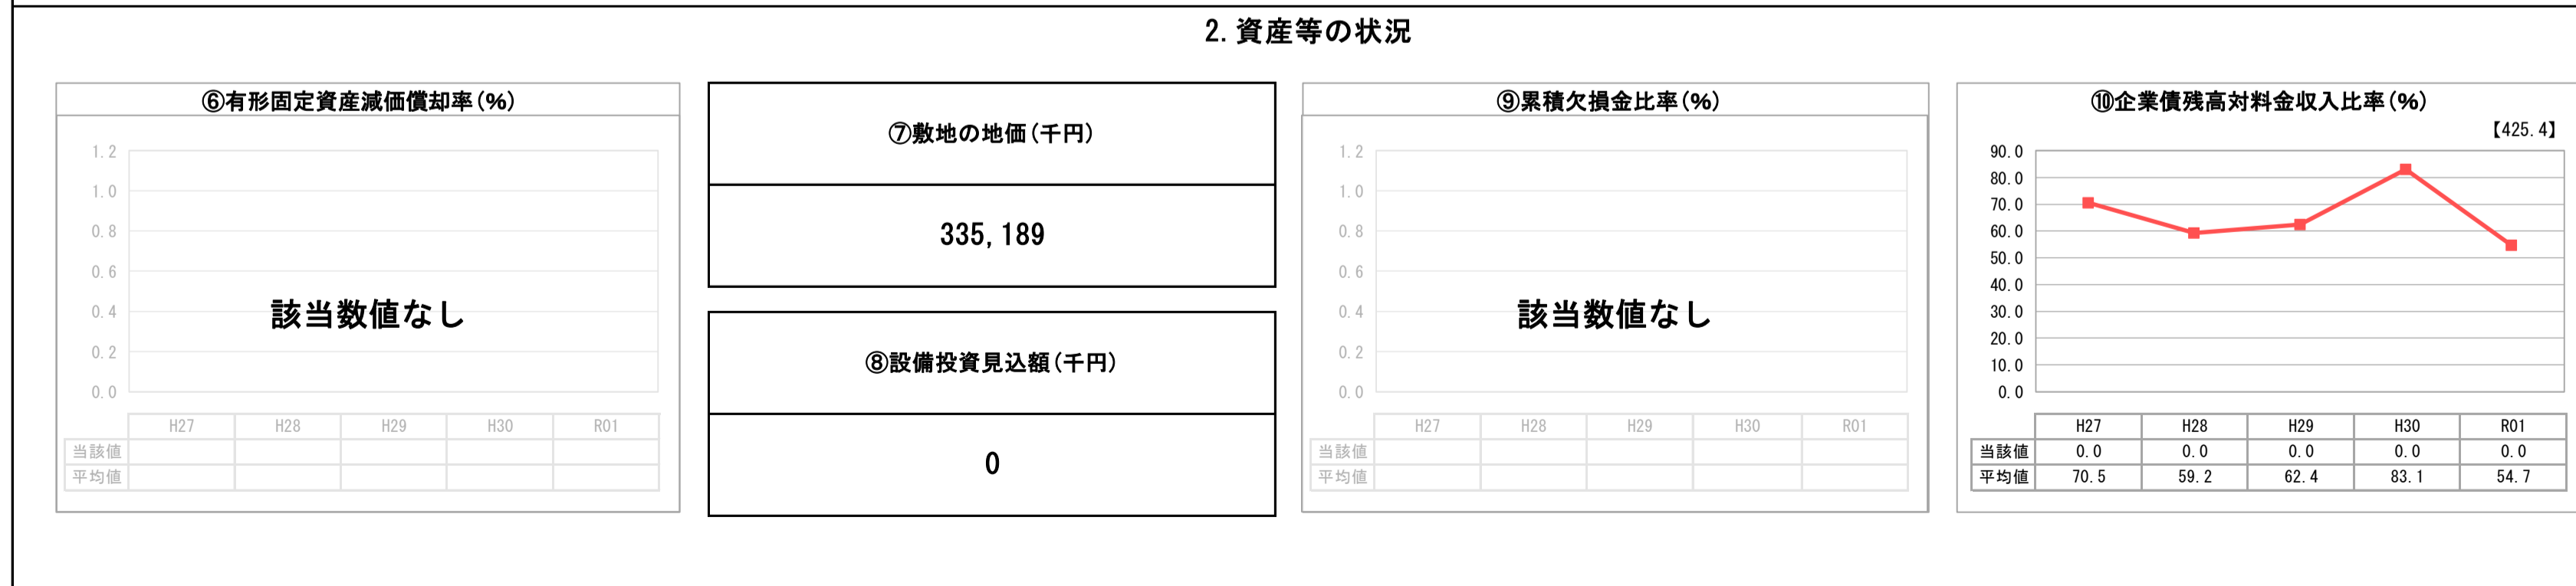 2. 資産等の状況
⑥有形固定資産減価償却率(%)
1.2
1.0
0.8
0.6
0.4
0.2
0.0
該当数値なし
H27 H28 H29 H30 R01
当該値
平均値
⑦敷地の地価(千円)
335,189
⑧設備投資見込額(千円)
0
⑨累積欠損金比率(%)
1.2
1.0
0.8
0.6
0.4
0.2
0.0
該当数値なし
H27 H28 H29 H30 R01
当該値
平均値
⑩企業債残高対料金収入比率(%)
【425.4】
90.0
80.0
70.0
60.0
50.0
40.0
30.0
20.0
10.0
0.0
H27 H28 H29 H30 R01
当該値 0.0 0.0 0.0 0.0 0.0
平均値 70.5 59.2 62.4 83.1 54.7